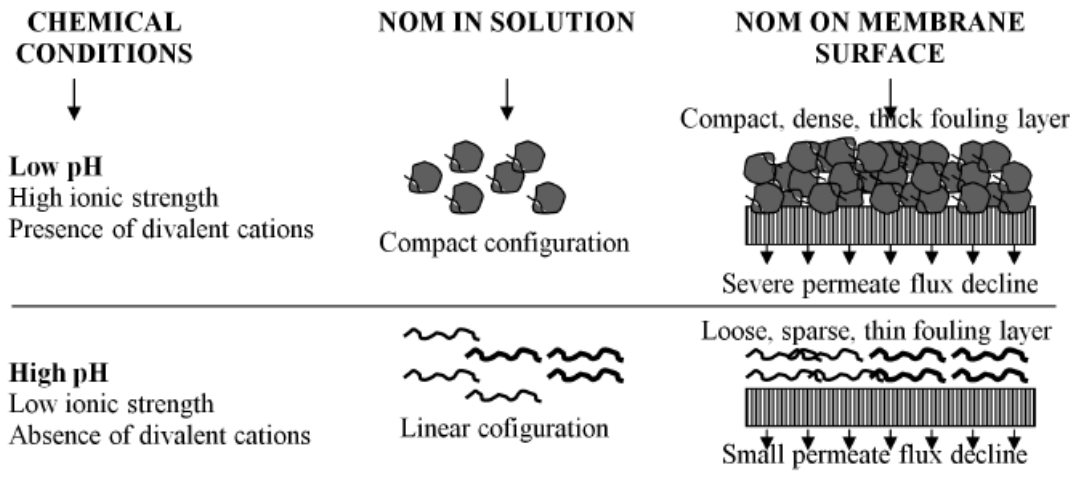 CHEMICAL
CONDITIONS
NOM IN SOLUTION
NOM ON MEMBRANE
SURFACE
Compact, dense, thick fouling layer
Low pH
High ionic strength
Presence of divalent cations
Compact configuration
Severe permeate flux decline
Loose, sparse, thin fouling layer
High pH
Low ionic strength
Absence of divalent cations
Linear cofiguration
Small permeate flux decline